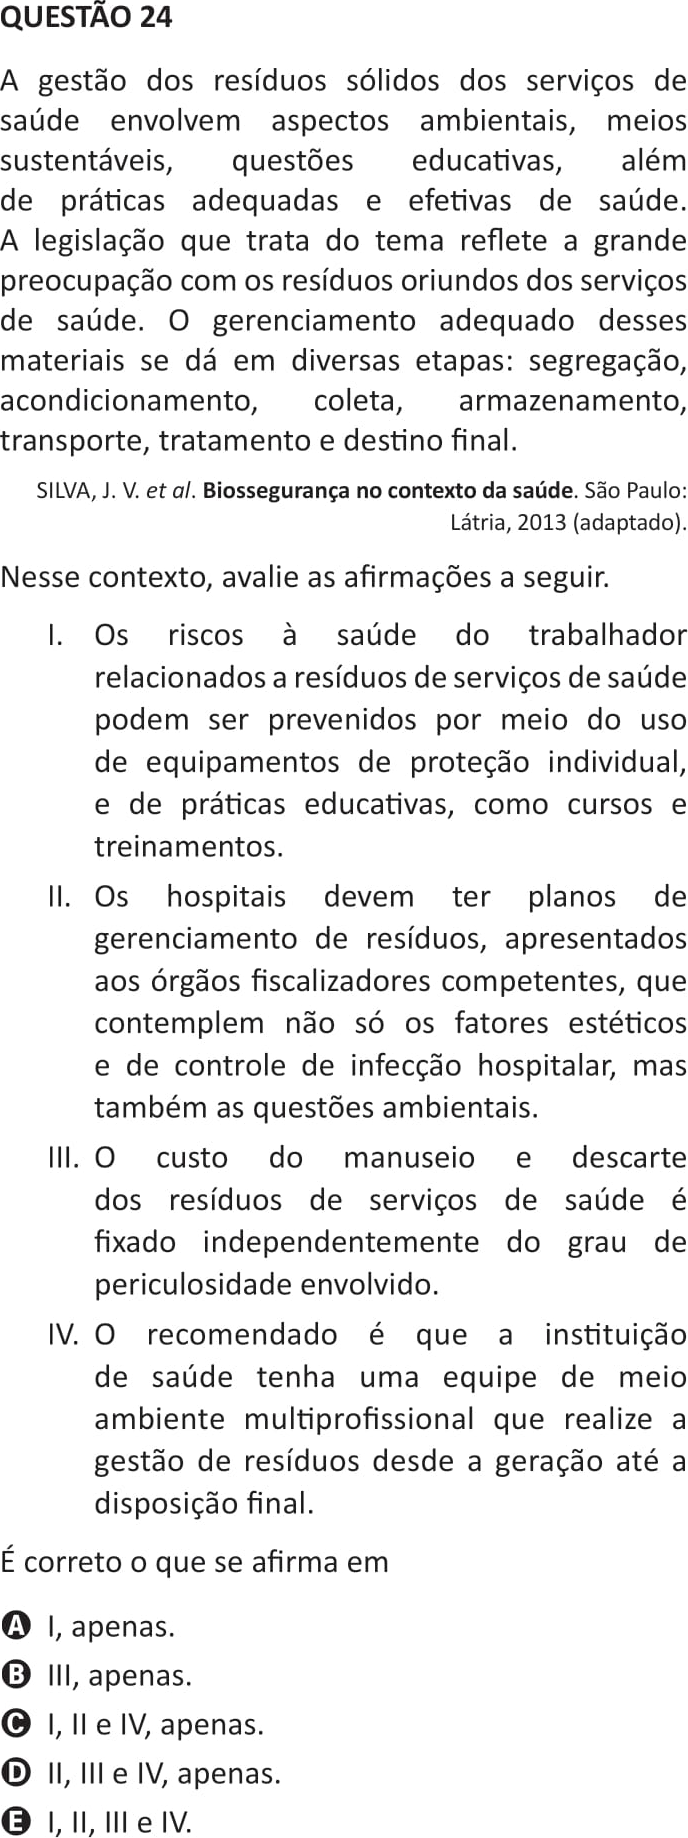 QUESTÃO 24
A gestão dos resíduos sólidos dos serviços de
saúde envolvem aspectos ambientais, meios
sustentáveis, questões educativas, além
de práticas adequadas e efetivas de saúde.
A legislação que trata do tema reflete a grande
preocupação com os resíduos oriundos dos serviços
de saúde. O gerenciamento adequado desses
materiais se dá em diversas etapas: segregação,
acondicionamento, coleta, armazenamento,
transporte, tratamento e destino final.
SILVA, J. V. et al. Biossegurança no contexto da saúde. São Paulo:
Látria, 2013 (adaptado).
Nesse contexto, avalie as afirmações a seguir.
I. Os riscos à saúde do trabalhador
relacionados a resíduos de serviços de saúde
podem ser prevenidos por meio do uso
de equipamentos de proteção individual,
e de práticas educativas, como cursos e
treinamentos.
II. Os hospitais devem ter planos de
gerenciamento de resíduos, apresentados
aos órgãos fiscalizadores competentes, que
contemplem não só os fatores estéticos
e de controle de infecção hospitalar, mas
também as questões ambientais.
III. O custo do manuseio e descarte
dos resíduos de serviços de saúde é
fixado independentemente do grau de
periculosidade envolvido.
IV. O recomendado é que a instituição
de saúde tenha uma equipe de meio
ambiente multiprofissional que realize a
gestão de resíduos desde a geração até a
disposição final.
É correto o que se afirma em
A I, apenas.
B III, apenas.
C I, II e IV, apenas.
D II, III e IV, apenas.
E I, II, III e IV.